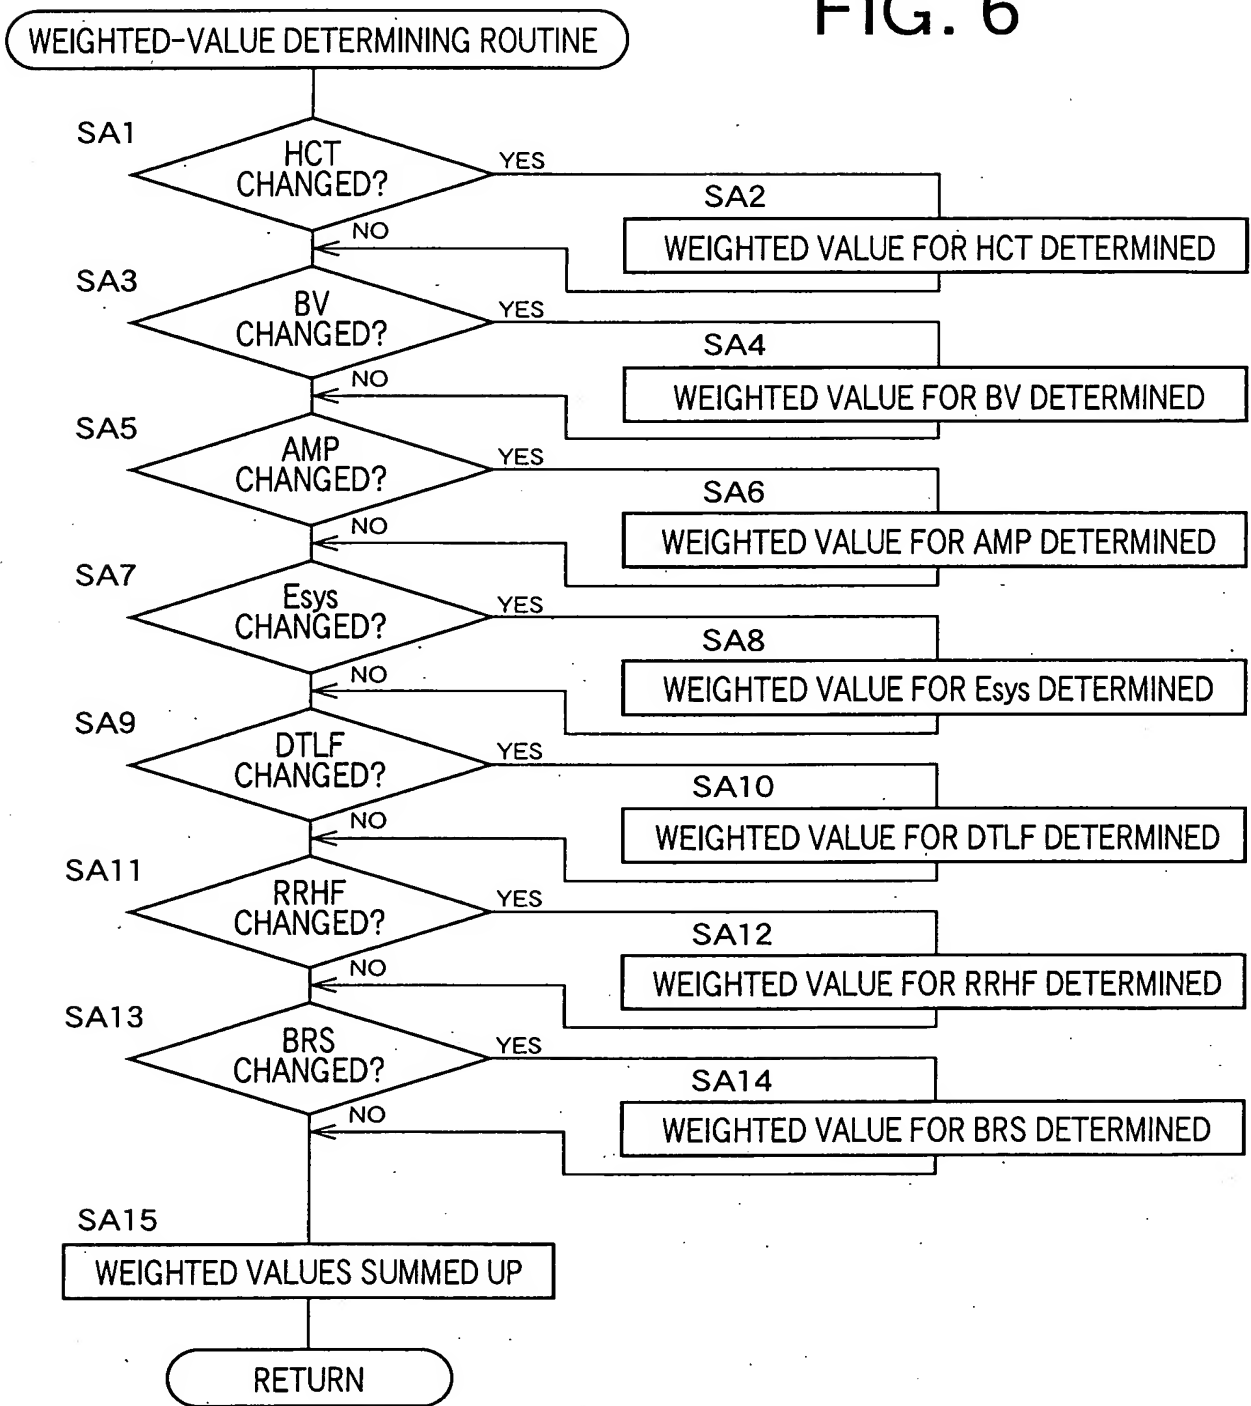 FIG. 6
WEIGHTED-VALUE DETERMINING ROUTINE
SA1
HCT
CHANGED?
YES
NO
SA2
WEIGHTED VALUE FOR HCT DETERMINED
SA3
BV
CHANGED?
YES
NO
SA4
WEIGHTED VALUE FOR BV DETERMINED
SA5
AMP
CHANGED?
YES
NO
SA6
WEIGHTED VALUE FOR AMP DETERMINED
SA7
Esys
CHANGED?
YES
NO
SA8
WEIGHTED VALUE FOR Esys DETERMINED
SA9
DTLF
CHANGED?
YES
NO
SA10
WEIGHTED VALUE FOR DTLF DETERMINED
SA11
RRHF
CHANGED?
YES
NO
SA12
WEIGHTED VALUE FOR RRHF DETERMINED
SA13
BRS
CHANGED?
YES
NO
SA14
WEIGHTED VALUE FOR BRS DETERMINED
SA15
WEIGHTED VALUES SUMMED UP
RETURN